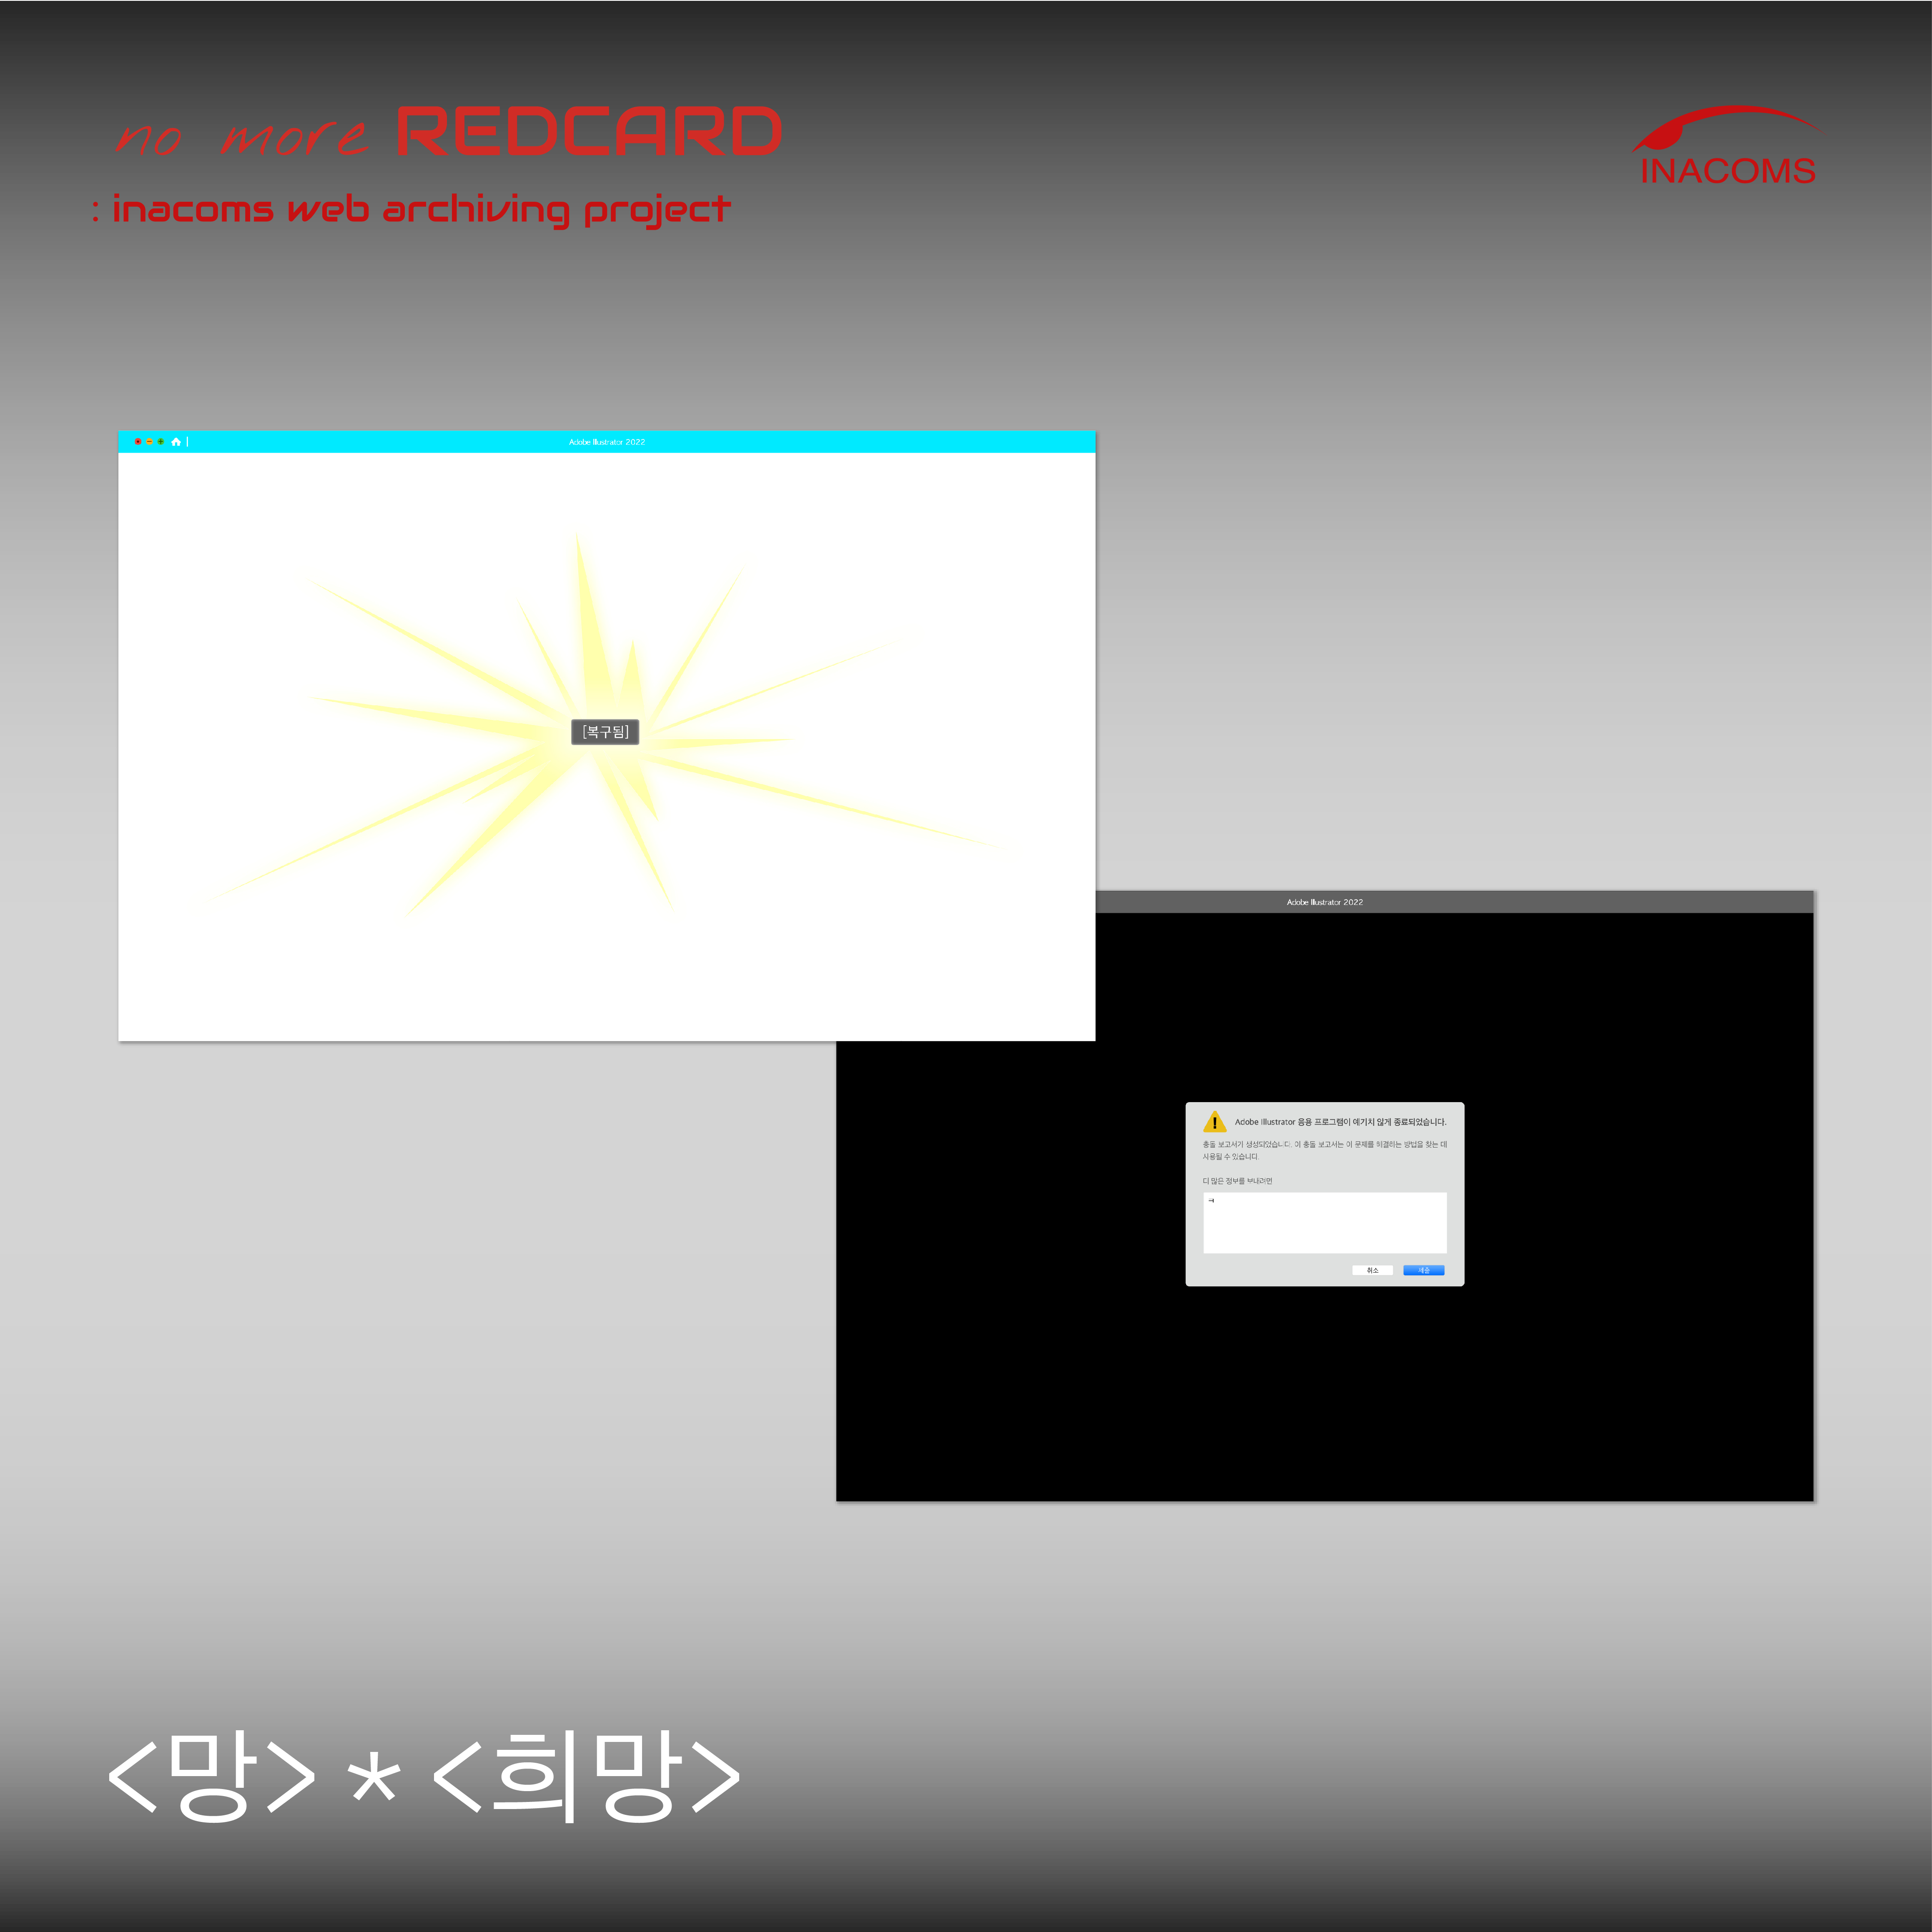 no more REDCARD
: inacoms web archiving project
INACOMS
Adobe Illustrator 2022
[복구됨]
Adobe Illustrator 2022
Adobe Illustrator 응용 프로그램이 예기치 않게 종료되었습니다.
충돌 보고서가 생성되었습니다. 이 충돌 보고서는 이 문제를 해결하는 방법을 찾는 데
사용될 수 있습니다.
더 많은 정보를 보내려면
취소
제출
<망> * <희망>